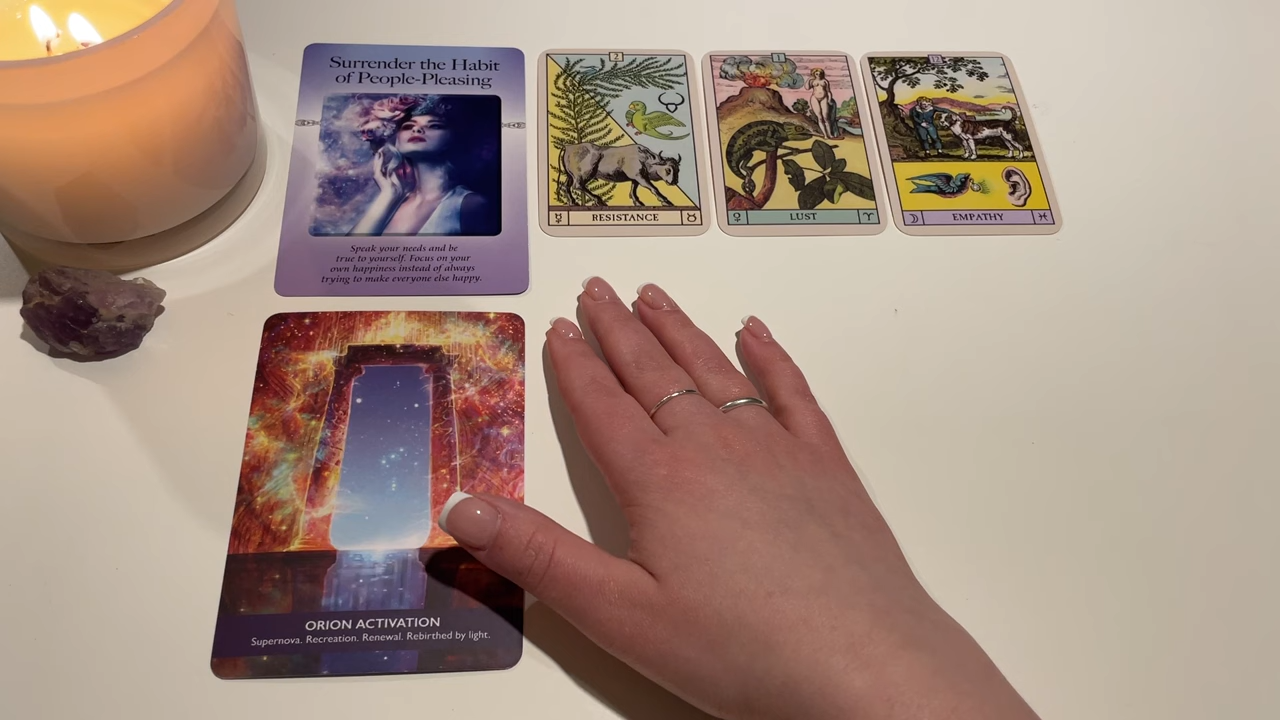 Surrender the Habit
of People-Pleasing
Speak your needs and be
true to yourself. Focus on your
own happiness instead of always
trying to make everyone else happy.
2
RESISTANCE
1
LUST
EMPATHY
ORION ACTIVATION
Supernova. Recreation. Renewal. Rebirthed by light.